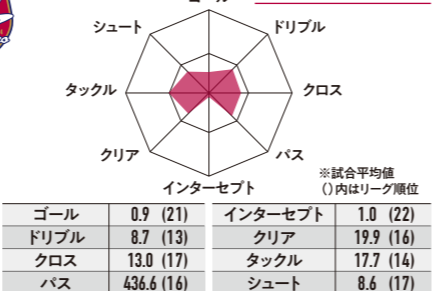 ゴール
シュート
ドリブル
タックル
クロス
クリア
パス
インターセプト
※試合平均値
()内はリーグ順位
ゴール 0.9 (21) インターセプト 1.0 (22)
ドリブル 8.7 (13) クリア 19.9 (16)
クロス 13.0 (17) タックル 17.7 (14)
パス 436.6 (16) シュート 8.6 (17)